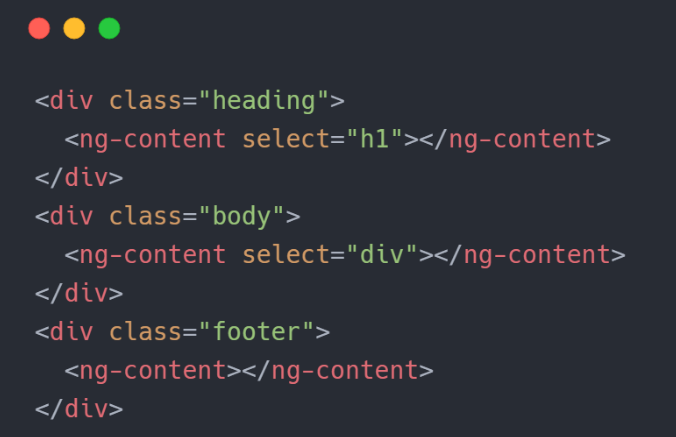 <div class="heading">
  <ng-content select="h1"></ng-content>
</div>
<div class="body">
  <ng-content select="div"></ng-content>
</div>
<div class="footer">
  <ng-content></ng-content>
</div>